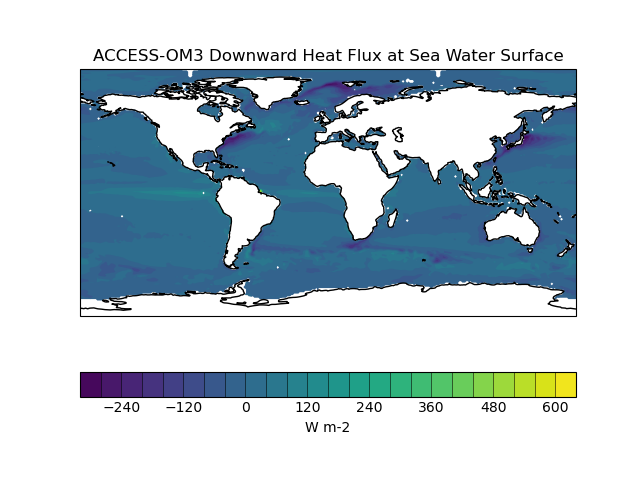 ACCESS-OM3 Downward Heat Flux at Sea Water Surface
−240 −120 0 120 240 360 480 600
W m-2